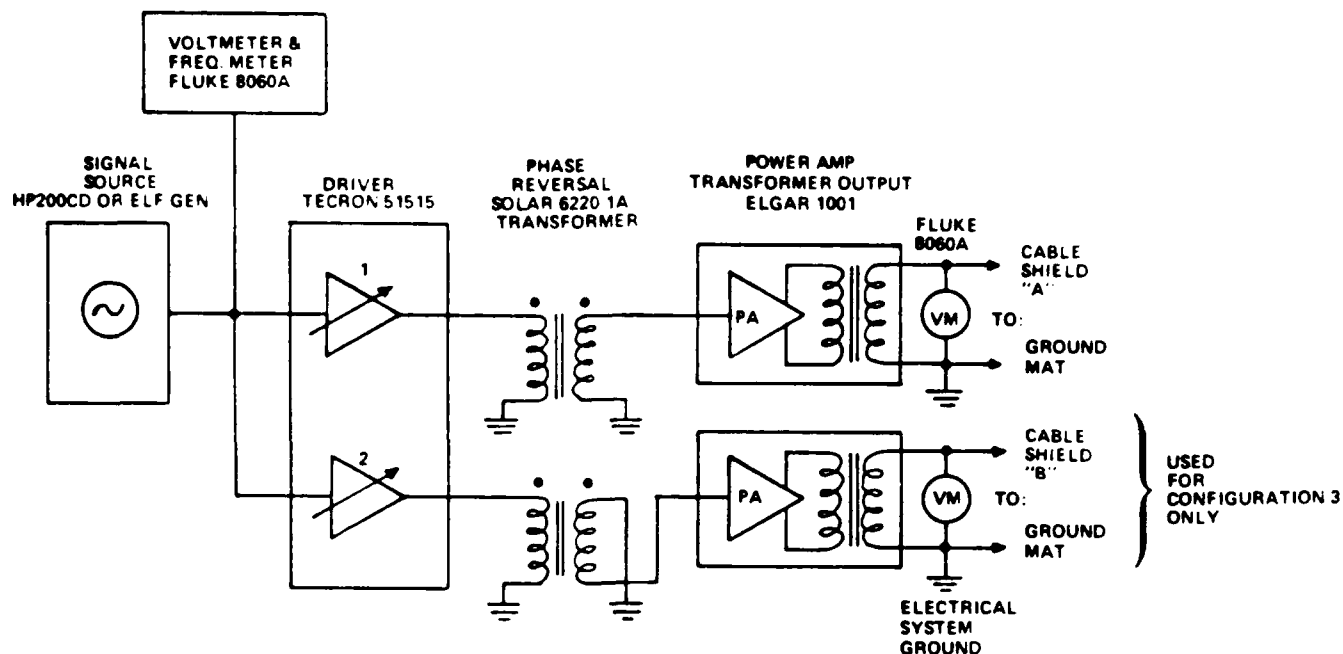 VOLTMETER &
FREQ. METER
FLUKE 8060A
SIGNAL
SOURCE
HP200CD OR ELF GEN
DRIVER
TECRON 51515
PHASE
REVERSAL
SOLAR 6220 1A
TRANSFORMER
POWER AMP
TRANSFORMER OUTPUT
ELGAR 1001
FLUKE
8060A
1
PA
VM
CABLE
SHIELD
"A"
TO:
GROUND
MAT
2
PA
VM
CABLE
SHIELD
"B"
TO:
GROUND
MAT
USED
FOR
CONFIGURATION 3
ONLY
ELECTRICAL
SYSTEM
GROUND